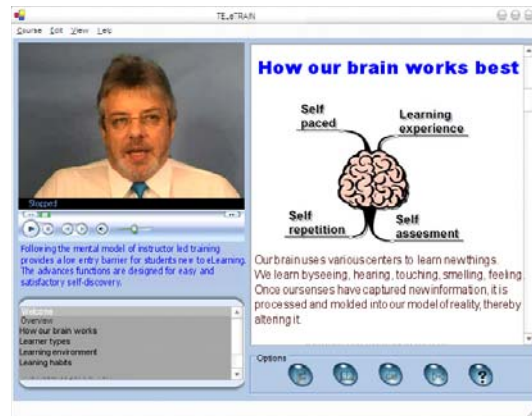 TELeTRAIN
Course Edit View Help
How our brain works best
Self
paced
Learning
experience
Self
repetition
Self
assesment
Stopped
Following the mental model of instructor led training
provides a low entry barrier for students new to eLearning.
The advances functions are designed for easy and
satisfactory self-discovery.
Our brain uses various centers to learn newthings.
We learn byseeing, hearing, touching, smelling, feeling.
Once oursenses have captured newinformation, it is
processed and molded into our model of reality, thereby
altering it.
Welcome
Overview
How our brain works
Learner types
Learning environment
Leaning habits
Options
?